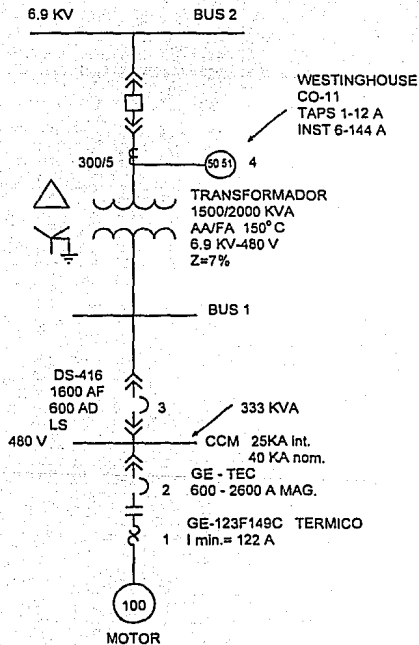 6.9 KV BUS 2
WESTINGHOUSE
CO-11
TAPS 1-12 A
INST 6-144 A
300/5
50 51
4
TRANSFORMADOR
1500/2000 KVA
AA/FA 150° C
6.9 KV-480 V
Z=7%
BUS 1
DS-416
1600 AF
600 AD
LS
3
333 KVA
480 V
CCM 25KA Int.
40 KA nom.
GE - TEC
2 600 - 2600 A MAG.
GE-123F149C TERMICO
1 I min.= 122 A
100
MOTOR